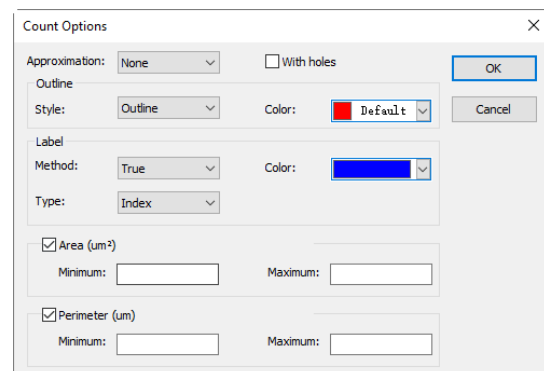 Count Options
Approximation: None With holes OK
Outline
Style: Outline Color: Default Cancel
Label
Method: True Color:
Type: Index
Area (um²)
Minimum: Maximum:
Perimeter (um)
Minimum: Maximum: